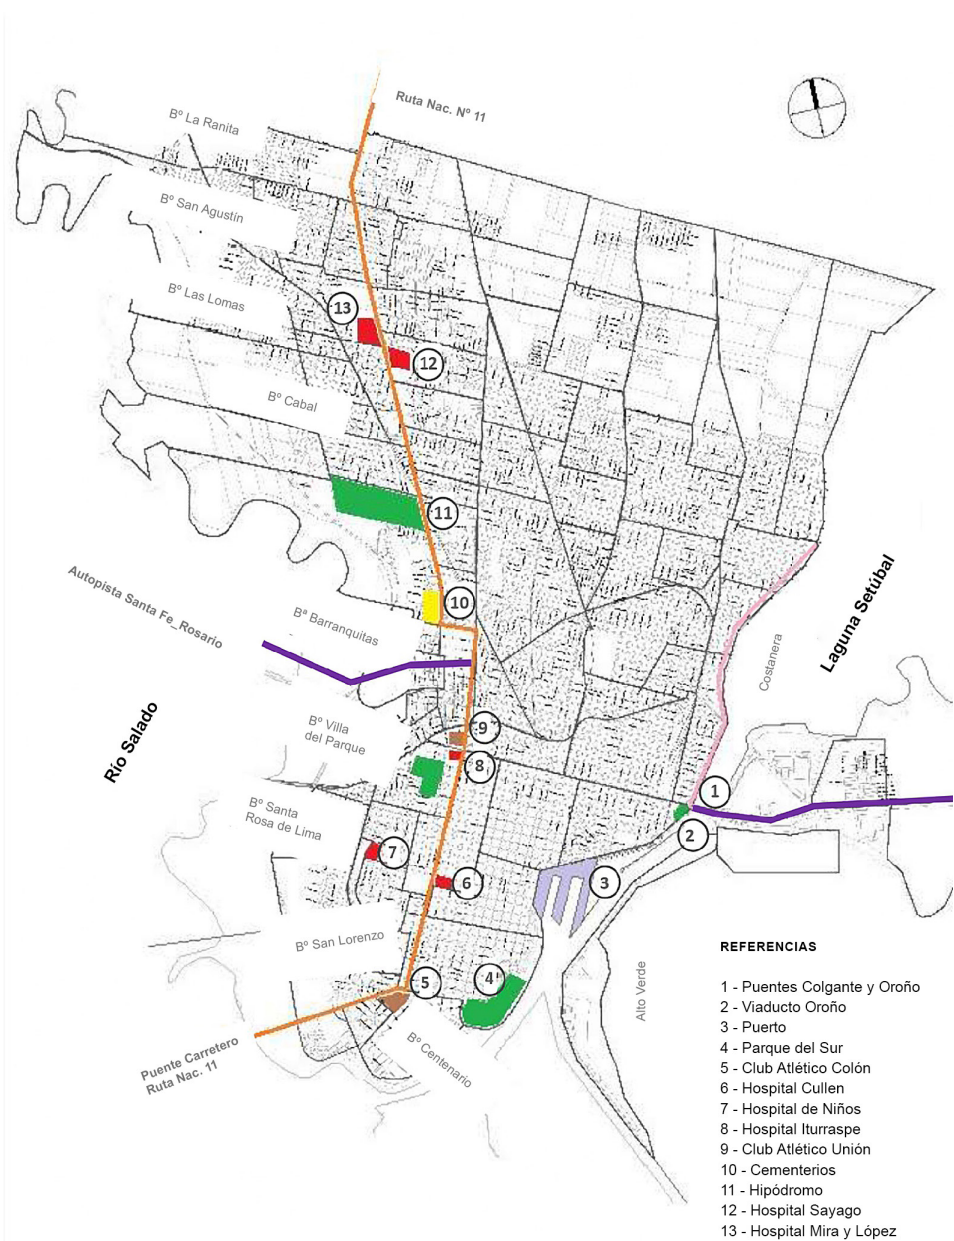 Ruta Nac. Nº 11
Bº La Ranita
Bº San Agustín
Bº Las Lomas
13
12
Bº Cabal
11
Autopista Santa Fe_Rosario
10
Bª Barranquitas
Laguna Setúbal
Costanera
Río Salado
Bº Villa
del Parque
9
8
1
Bº Santa
Rosa de Lima
2
7
6
3
Bº San Lorenzo
REFERENCIAS
5
4
Alto Verde
1 - Puentes Colgante y Oroño
2 - Viaducto Oroño
3 - Puerto
Puente Carretero
Ruta Nac. 11
Bº Centenario
4 - Parque del Sur
5 - Club Atlético Colón
6 - Hospital Cullen
7 - Hospital de Niños
8 - Hospital Iturraspe
9 - Club Atlético Unión
10 - Cementerios
11 - Hipódromo
12 - Hospital Sayago
13 - Hospital Mira y López